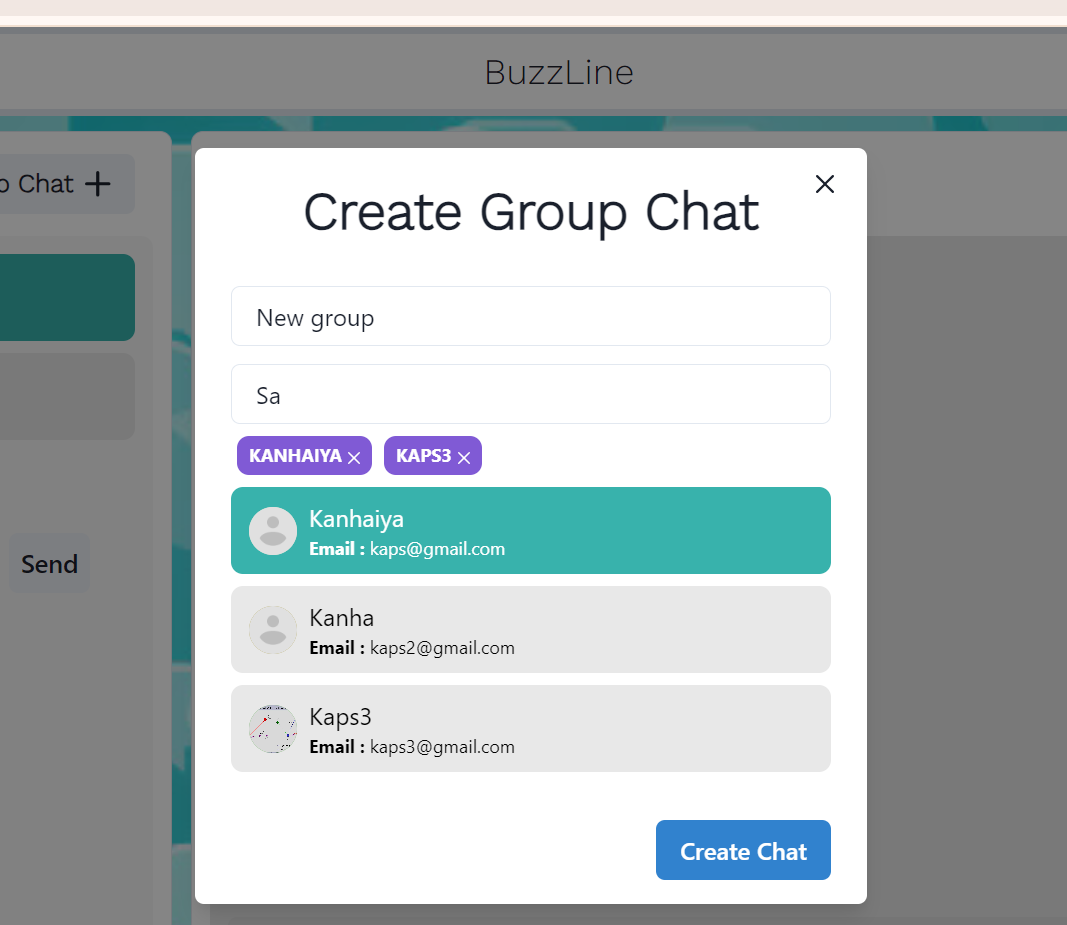 BuzzLine
o Chat
Create Group Chat
New group
Sa
KANHAIYA
KAPS3
Kanhaiya
Email : kaps@gmail.com
Send
Kanha
Email : kaps2@gmail.com
Kaps3
Email : kaps3@gmail.com
Create Chat